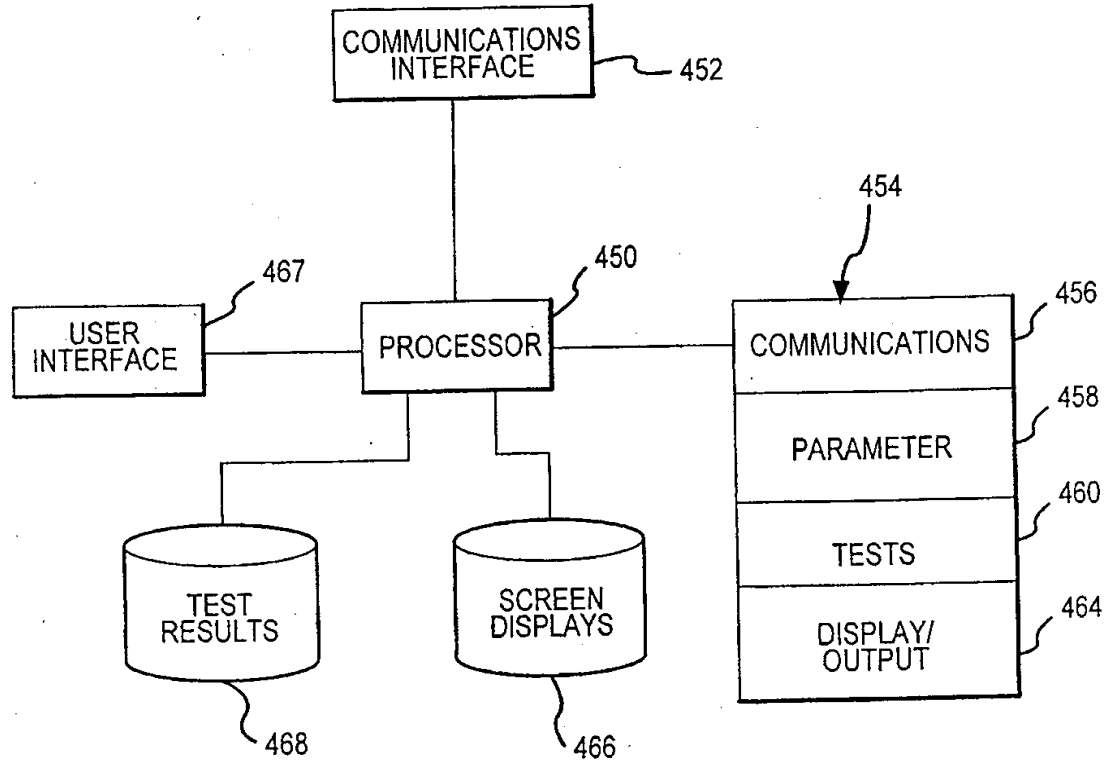 COMMUNICATIONS
INTERFACE
452
454
467
450
456
USER
INTERFACE
PROCESSOR
COMMUNICATIONS
458
PARAMETER
460
TESTS
TEST
RESULTS
SCREEN
DISPLAYS
464
DISPLAY/
OUTPUT
468
466